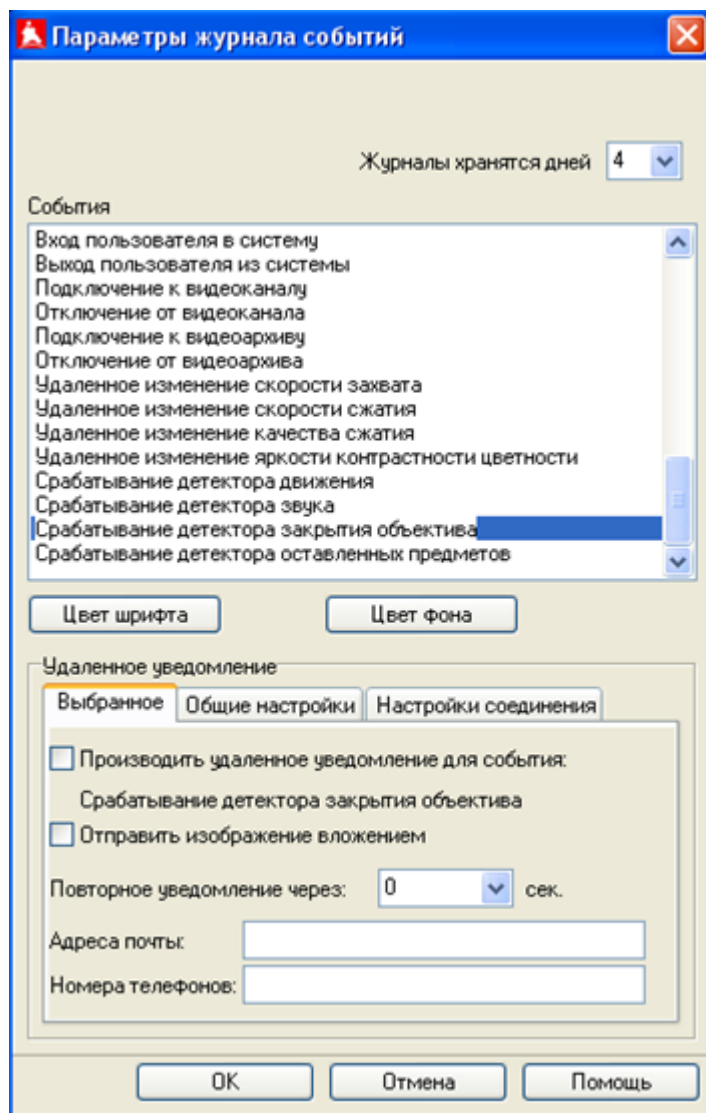 Параметры журнала событий
Журналы хранятся дней 4
События
Вход пользователя в систему
Выход пользователя из системы
Подключение к видеоканалу
Отключение от видеоканала
Подключение к видеоархиву
Отключение от видеоархива
Удаленное изменение скорости захвата
Удаленное изменение скорости сжатия
Удаленное изменение качества сжатия
Удаленное изменение яркости контрастности цветности
Срабатывание детектора движения
Срабатывание детектора звука
Срабатывание детектора закрытия объектива
Срабатывание детектора оставленных предметов
Цвет шрифта Цвет фона
Удаленное уведомление
Выбранное Общие настройки Настройки соединения
Производить удаленное уведомление для события:
Срабатывание детектора закрытия объектива
Отправить изображение вложением
Повторное уведомление через: 0 сек.
Адреса почты:
Номера телефонов:
OK Отмена Помощь